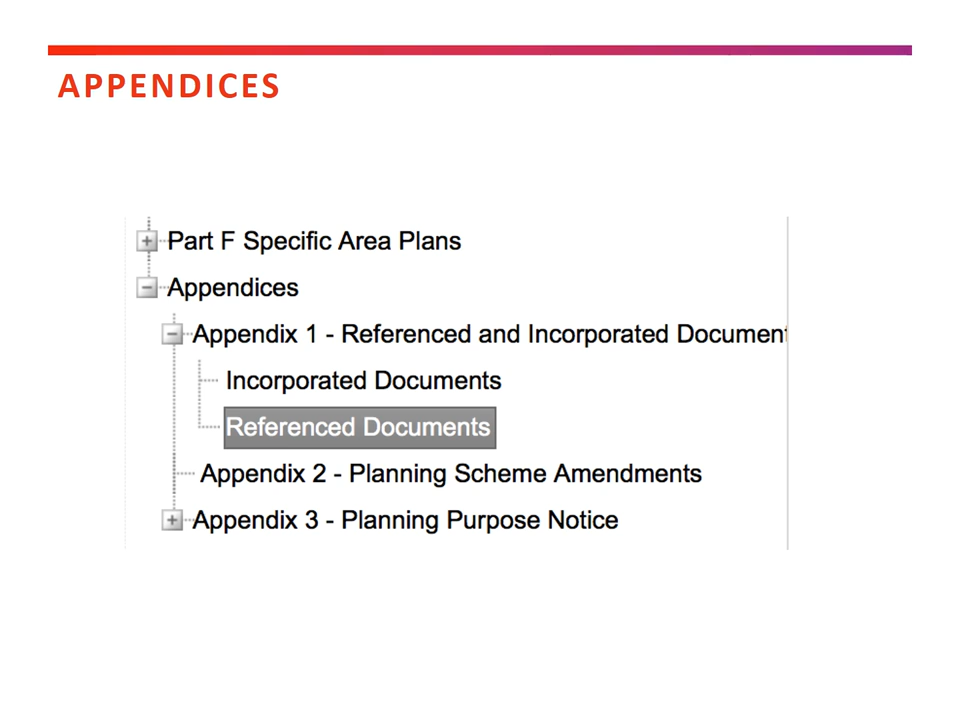 APPENDICES
Part F Specific Area Plans
Appendices
Appendix 1 - Referenced and Incorporated Document
Incorporated Documents
Referenced Documents
Appendix 2 - Planning Scheme Amendments
Appendix 3 - Planning Purpose Notice